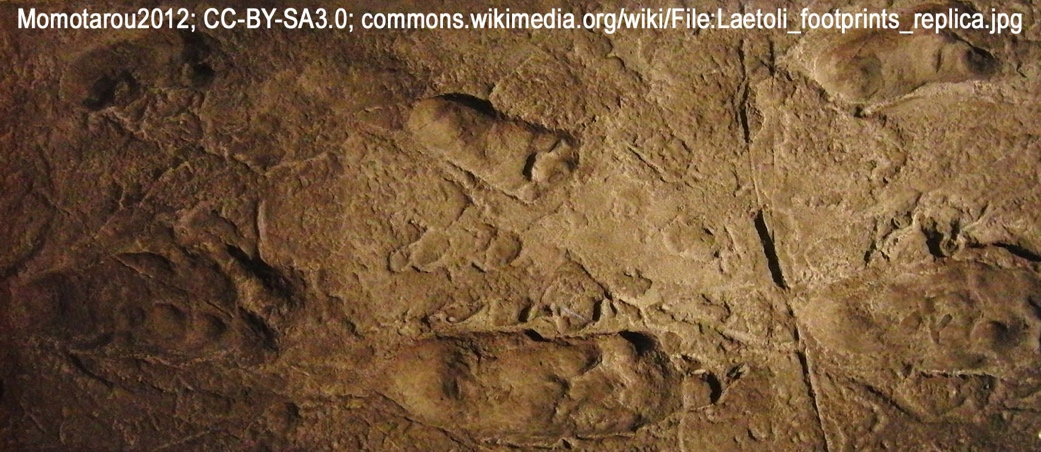 Momotarou2012; CC-BY-SA3.0; commons.wikimedia.org/wiki/File:Laetoli_footprints_replica.jpg